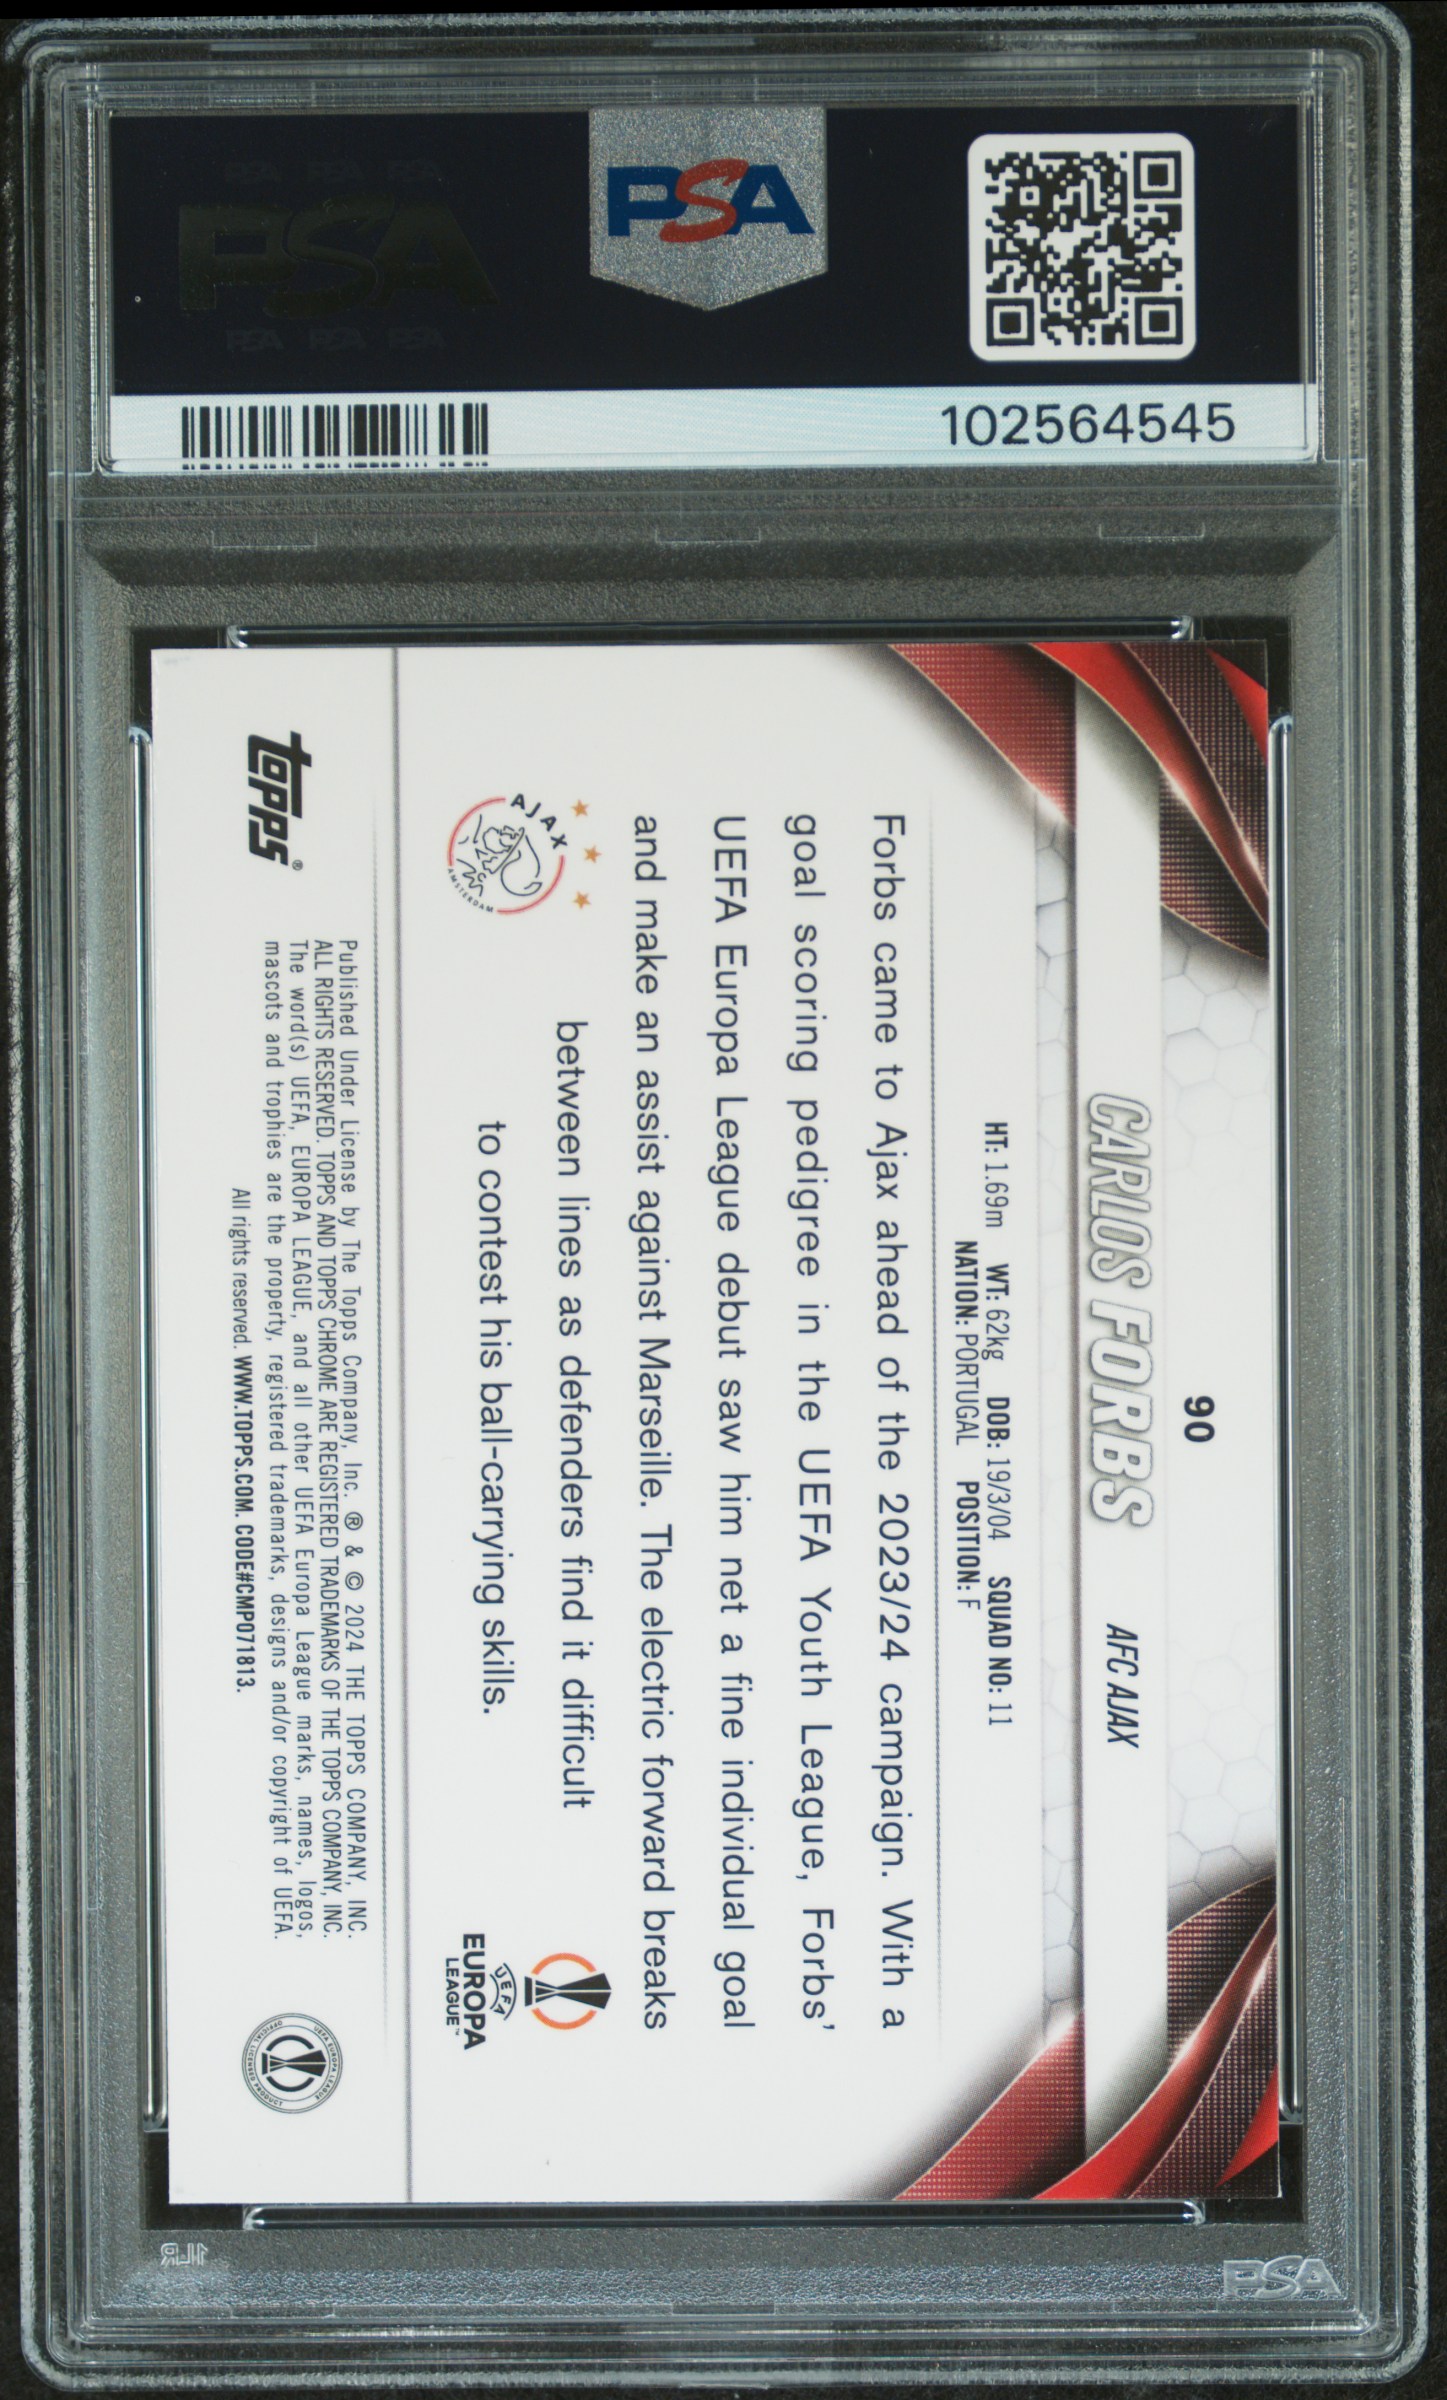 PSA
PSA
102564545
90
CARLOS FORBS AFC AJAX
HT: 1.69m WT: 62kg DOB: 19/3/04 SQUAD NO: 11
NATION: PORTUGAL POSITION: F
Forbs came to Ajax ahead of the 2023/24 campaign. With a
goal scoring pedigree in the UEFA Youth League, Forbs'
UEFA Europa League debut saw him net a fine individual goal
and make an assist against Marseille. The electric forward breaks
between lines as defenders find it difficult
to contest his ball-carrying skills.
AJAX
AMSTERDAM
UEFA
EUROPA
LEAGUE™
topps®
Published Under License by The Topps Company, Inc. ® & © 2024 THE TOPPS COMPANY, INC.
ALL RIGHTS RESERVED. TOPPS AND TOPPS CHROME ARE REGISTERED TRADEMARKS OF THE TOPPS COMPANY, INC.
The word(s) UEFA, EUROPA LEAGUE, and all other UEFA Europa League marks, names, logos,
mascots and trophies are the property, registered trademarks, designs and/or copyright of UEFA.
All rights reserved. WWW.TOPPS.COM. CODE#CMP071813.
UEFA EUROPA LEAGUE
OFFICIAL LICENSED PRODUCT
PSA